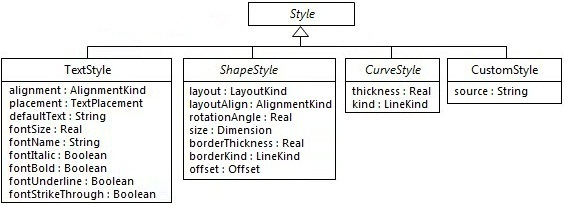 Style
TextStyle
alignment : AlignmentKind
placement : TextPlacement
defaultText : String
fontSize : Real
fontName : String
fontItalic : Boolean
fontBold : Boolean
fontUnderline : Boolean
fontStrikeThrough : Boolean
ShapeStyle
layout : LayoutKind
layoutAlign : AlignmentKind
rotationAngle : Real
size : Dimension
borderThickness : Real
borderKind : LineKind
offset : Offset
CurveStyle
thickness : Real
kind : LineKind
CustomStyle
source : String